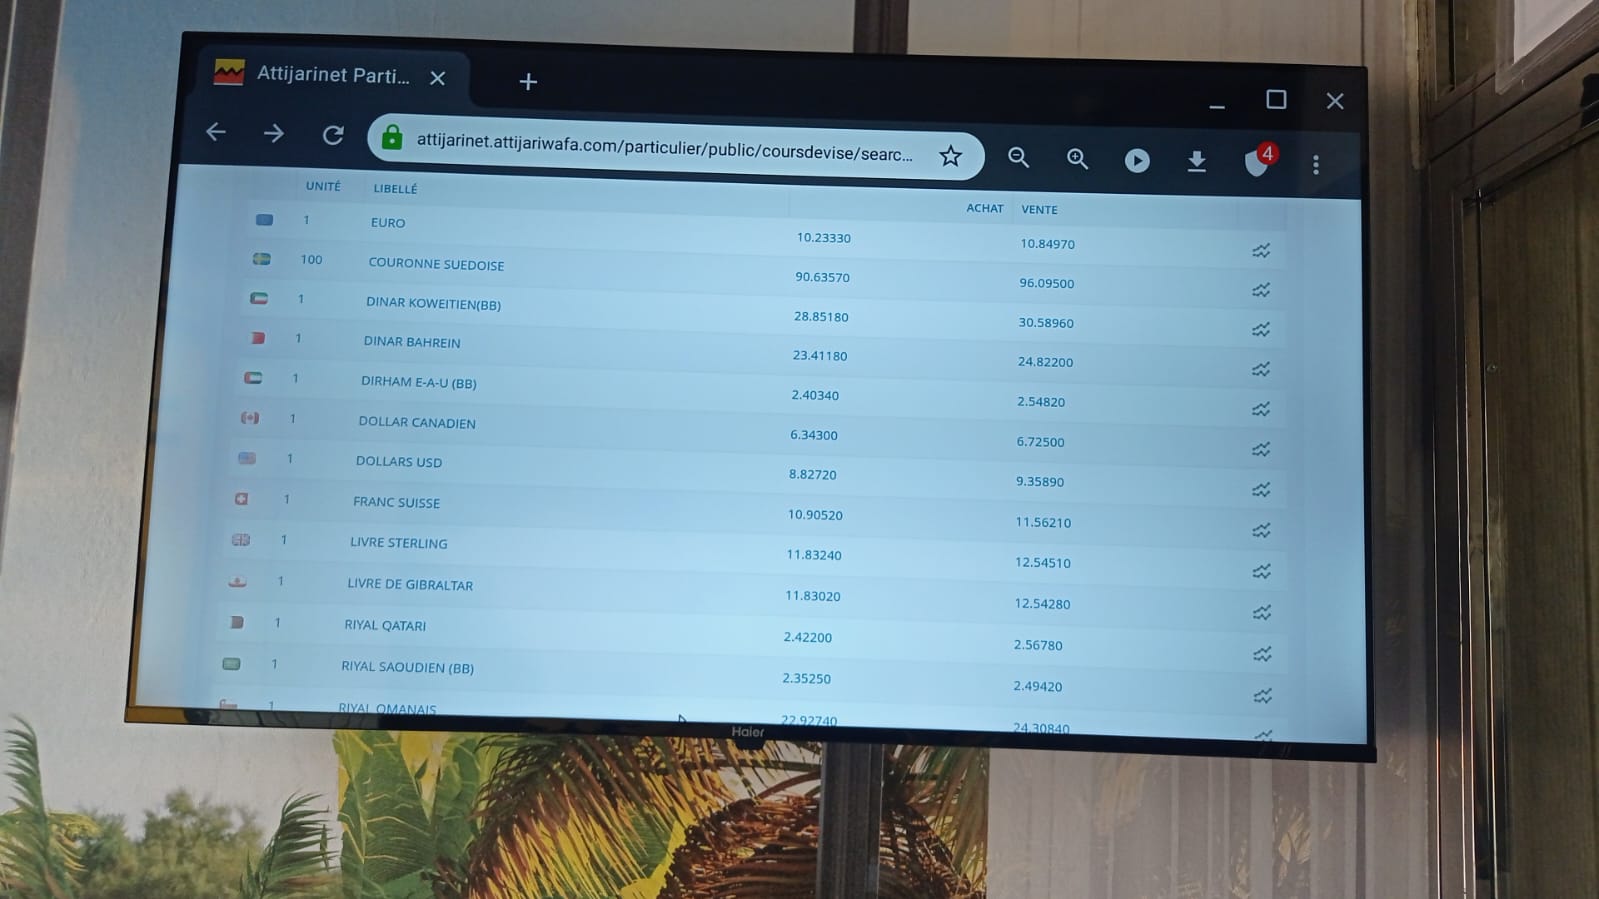 Attijarinet Parti...
attijarinet.attijariwafa.com/particulier/public/coursdevise/searc...
4
UNITÉ LIBELLÉ ACHAT VENTE
1 EURO 10.23330 10.84970
100 COURONNE SUEDOISE 90.63570 96.09500
1 DINAR KOWEITIEN(BB) 28.85180 30.58960
1 DINAR BAHREIN 23.41180 24.82200
1 DIRHAM E-A-U (BB) 2.40340 2.54820
1 DOLLAR CANADIEN 6.34300 6.72500
1 DOLLARS USD 8.82720 9.35890
1 FRANC SUISSE 10.90520 11.56210
1 LIVRE STERLING 11.83240 12.54510
1 LIVRE DE GIBRALTAR 11.83020 12.54280
1 RIYAL QATARI 2.42200 2.56780
1 RIYAL SAOUDIEN (BB) 2.35250 2.49420
1 RIYAL OMANAIS 22.92740 24.30840
Haier